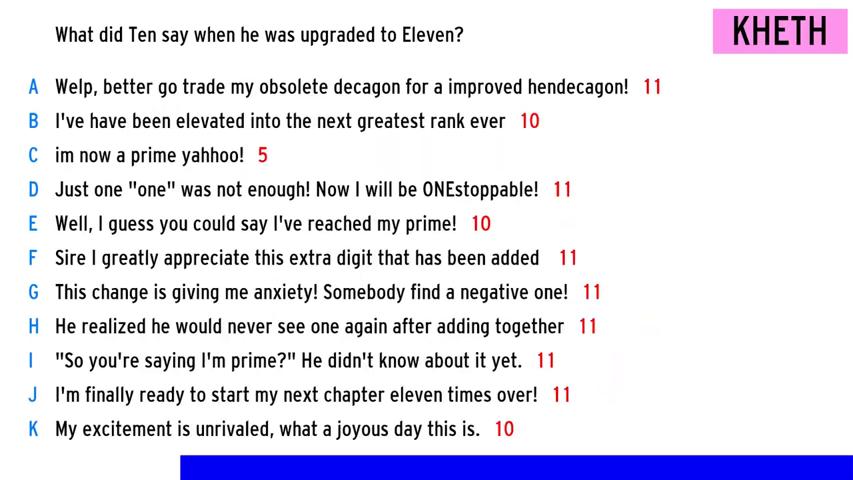 What did Ten say when he was upgraded to Eleven?
KHETH
A Welp, better go trade my obsolete decagon for a improved hendecagon! 11
B I've have been elevated into the next greatest rank ever 10
C im now a prime yahhoo! 5
D Just one "one" was not enough! Now I will be ONEstoppable! 11
E Well, I guess you could say I've reached my prime! 10
F Sire I greatly appreciate this extra digit that has been added 11
G This change is giving me anxiety! Somebody find a negative one! 11
H He realized he would never see one again after adding together 11
I "So you're saying I'm prime?" He didn't know about it yet. 11
J I'm finally ready to start my next chapter eleven times over! 11
K My excitement is unrivaled, what a joyous day this is. 10